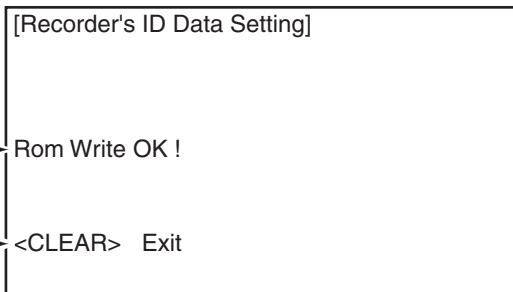 [Recorder's ID Data Setting]
Rom Write OK !
<CLEAR> Exit